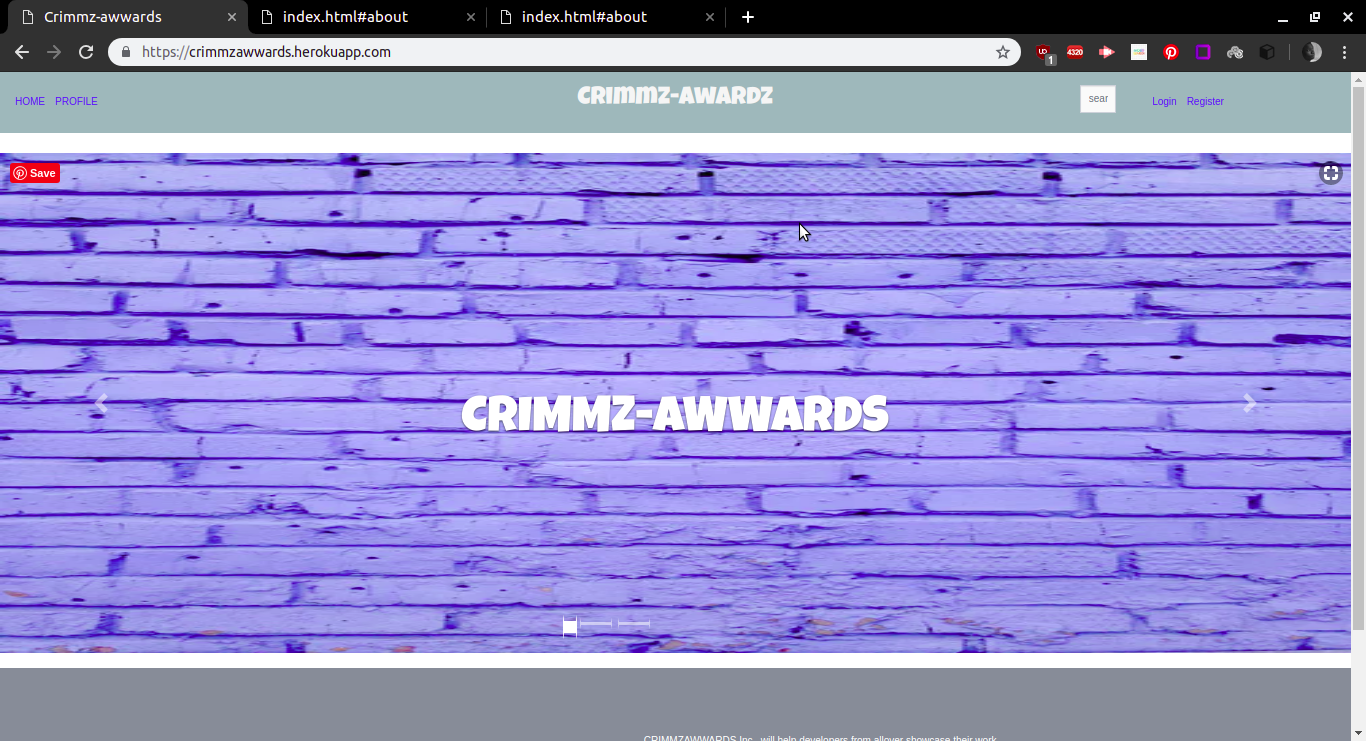 Crimmz-awwards
index.html#about
index.html#about
https://crimmzawwards.herokuapp.com
UD
1
4320
HOME PROFILE
CRIMMZ-AWARDZ
sear
Login Register
Save
CRIMMZ-AWWARDS
CRIMMZAWWARDS Inc., will help developers from allover showcase their work